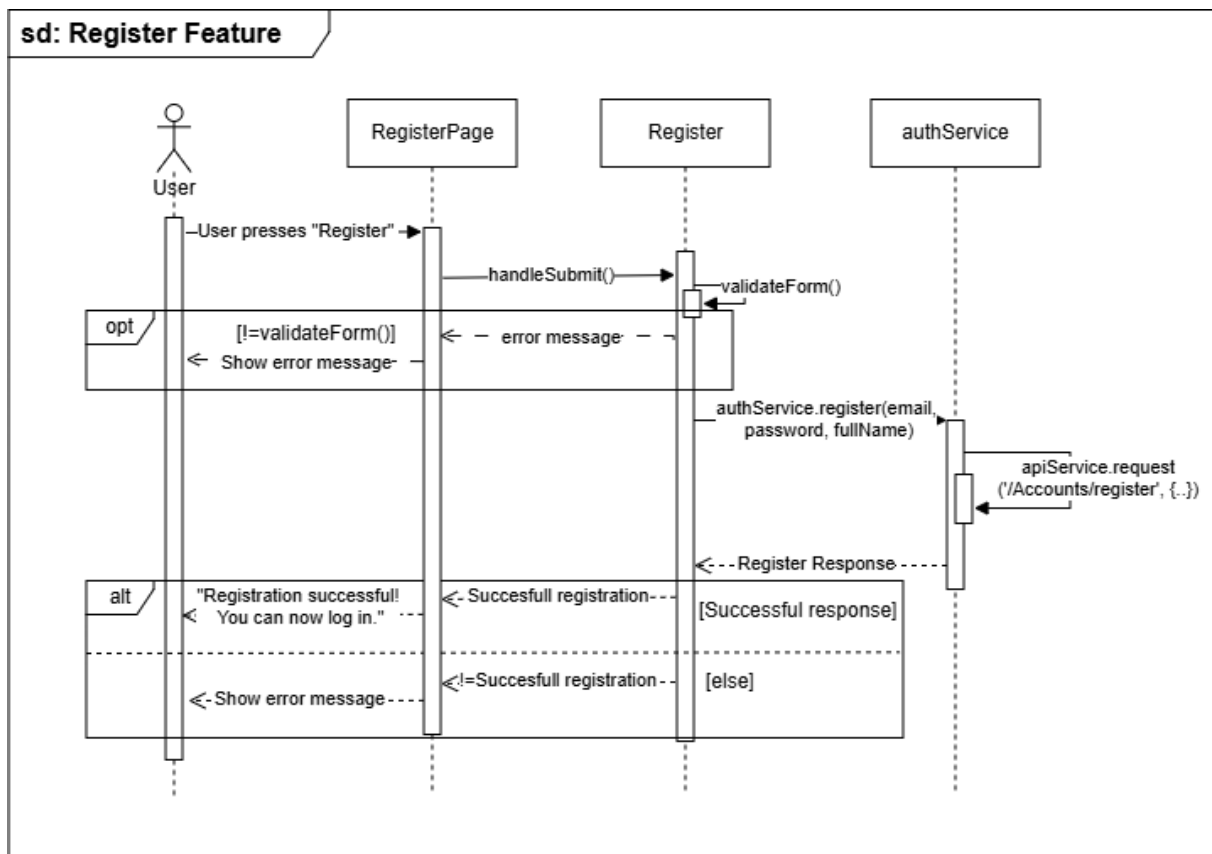 sd: Register Feature
User
RegisterPage
Register
authService
User presses "Register"
handleSubmit()
validateForm()
opt
[!=validateForm()]
error message
Show error message
authService.register(email,
password, fullName)
apiService.request
('/Accounts/register', {..})
Register Response
alt
"Registration successful!
You can now log in."
Succesfull registration
[Successful response]
!=Succesfull registration
[else]
Show error message